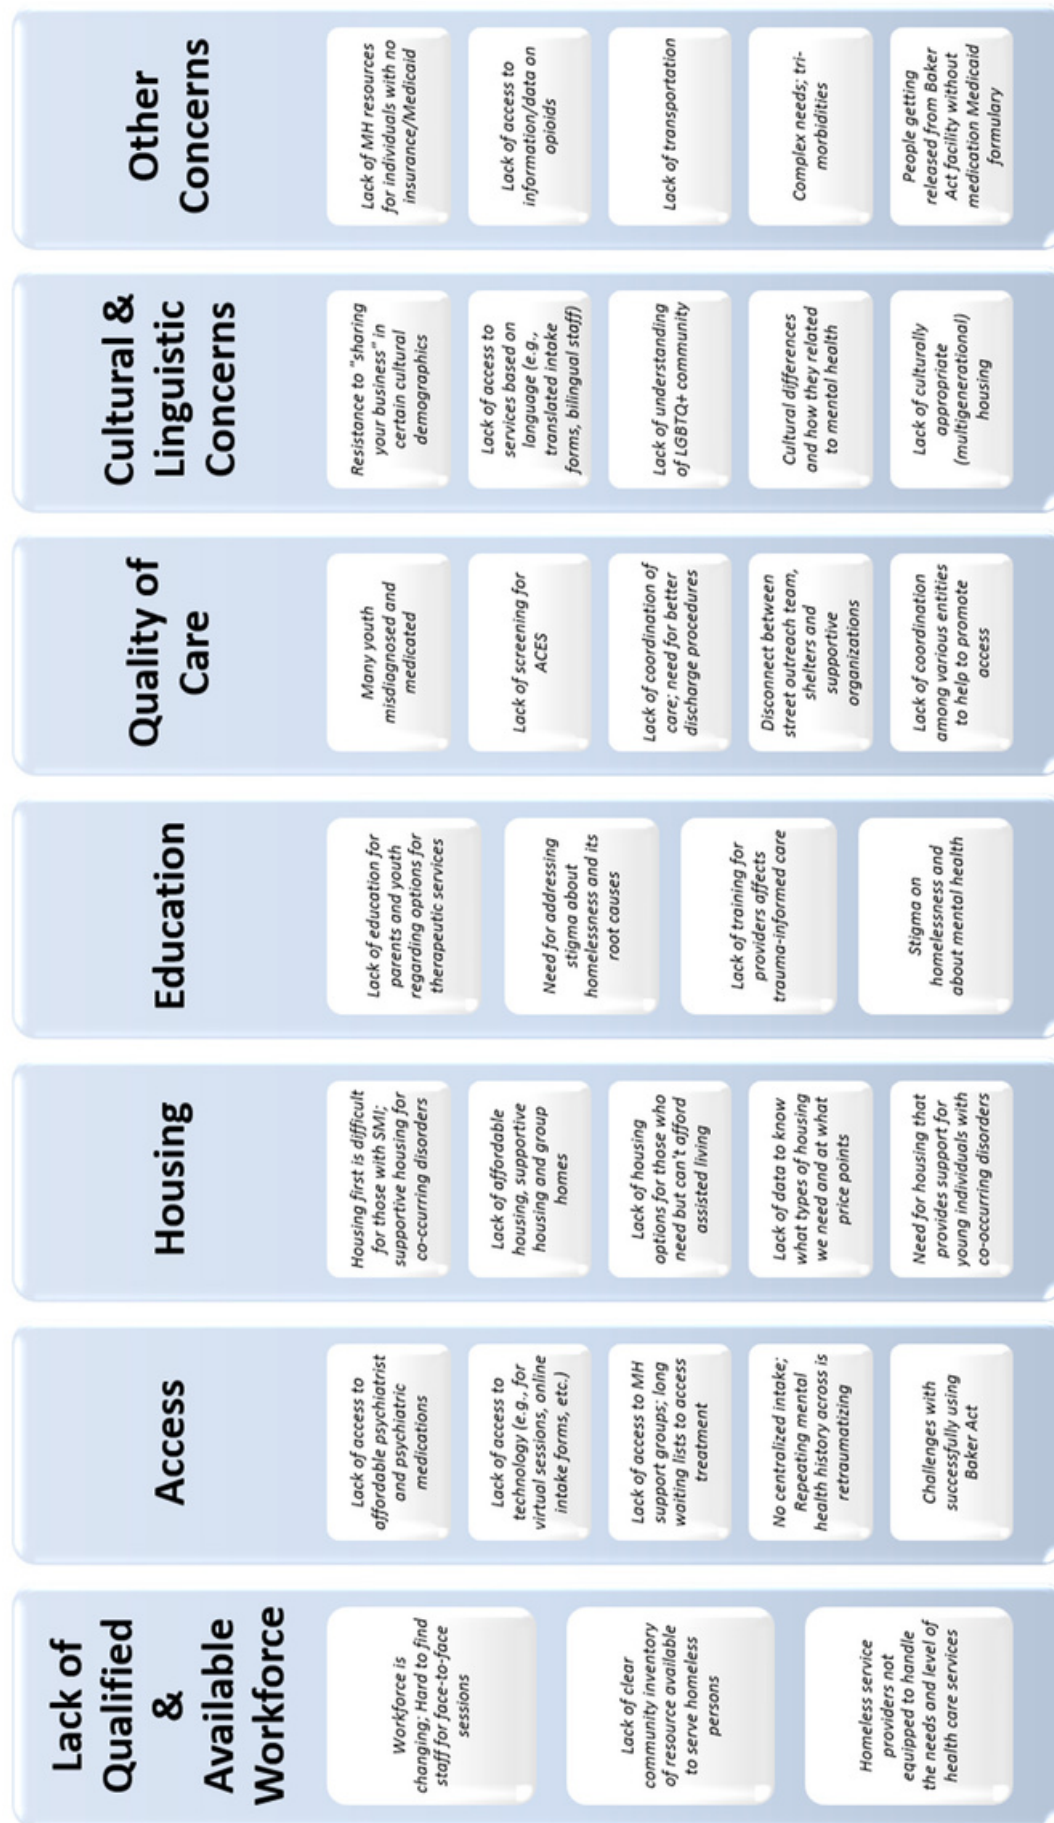 Lack of
Qualified
&
Available
Workforce
Workforce is
changing; Hard to find
staff for face-to-face
sessions
Lack of clear
community inventory
of resource available
to serve homeless
persons
Homeless service
providers not
equipped to handle
the needs and level of
health care services
Access
Lack of access to
affordable psychiatrist
and psychiatric
medications
Lack of access to
technology (e.g., for
virtual sessions, online
intake forms, etc.)
Lack of access to MH
support groups; long
waiting lists to access
treatment
No centralized intake;
Repeating mental
health history across is
retraumatizing
Challenges with
successfully using
Baker Act
Housing
Housing first is difficult
for those with SMI;
supportive housing for
co-ccurring disorders
Lack of affordable
housing, supportive
housing and group
homes
Lack of housing
options for those who
need but can't afford
assisted living
Lack of data to know
what types of housing
we need and at what
price points
Need for housing that
provides support for
young individuals with
co-occurring disorders
Education
Lack of education for
parents and youth
regarding options for
therapeutic services
Need for addressing
stigma about
homelessness and its
root causes
Lack of training for
providers affects
trauma-informed care
Stigma on
homelessness and
about mental health
Quality of
Care
Many youth
misdiagnosed and
medicated
Lack of screening for
ACES
Lack of coordination of
care; need for better
discharge procedures
Disconnect between
street outreach team,
shelters and
supportive
organizations
Lack of coordination
among various entities
to help to promote
access
Cultural &
Linguistic
Concerns
Resistance to "sharing
your business" in
certain cultural
demographics
Lack of access to
services based on
language (e.g.,
translated intake
forms, bilingual staff)
Lack of understanding
of LGBTQ+ community
Cultural differences
and how they related
to mental health
Lack of culturally
appropriate
(multigenerational)
housing
Other
Concerns
Lack of MH resources
for individuals with no
insurance/Medicaid
Lack of access to
information/data on
opioids
Lack of transportation
Complex needs; tri-
morbidities
People getting
released from Baker
Act facility without
medication Medicaid
formulary